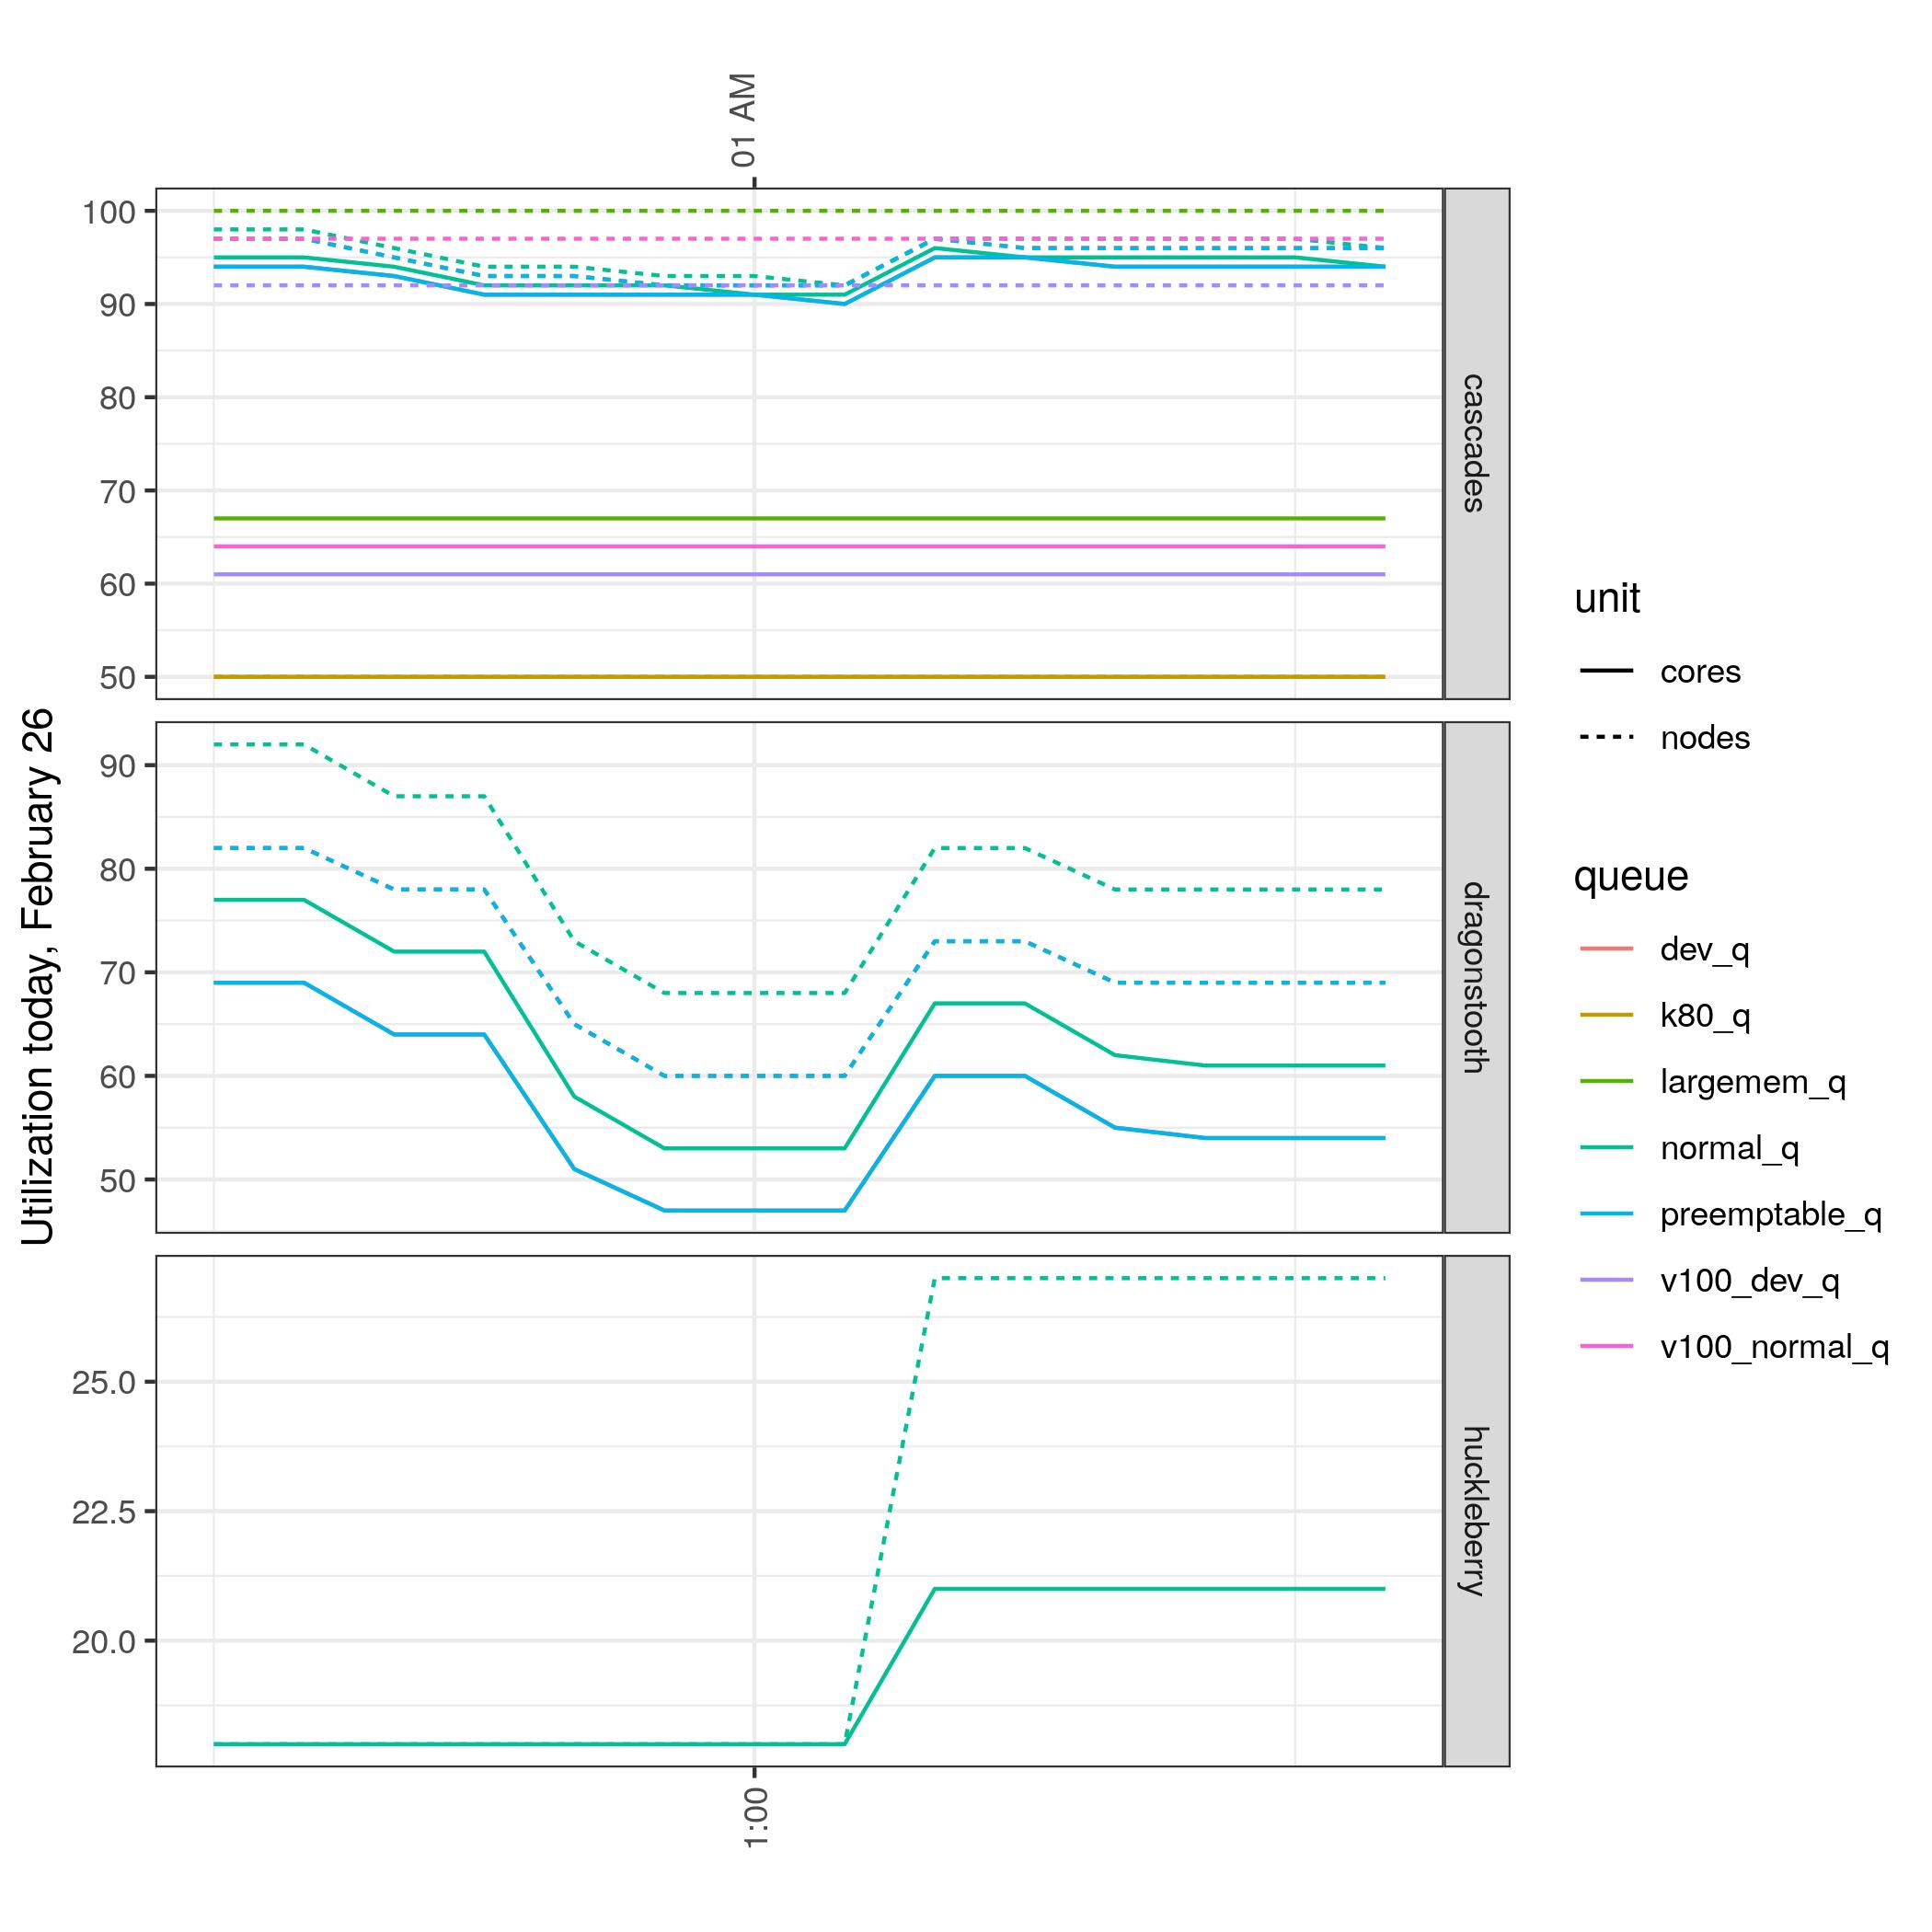 01 AM
100
90
80
70
60
50
cascades
90
80
70
60
50
dragonstooth
25.0
22.5
20.0
huckleberry
1:00
Utilization today, February 26
unit
cores
nodes
queue
dev_q
k80_q
largemem_q
normal_q
preemptable_q
v100_dev_q
v100_normal_q